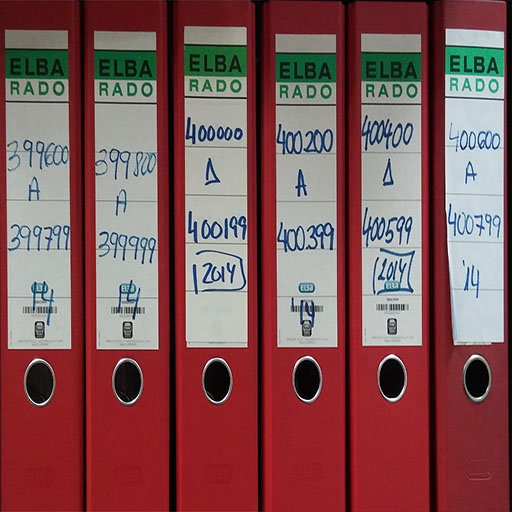 ELBA
RADO
399600
A
399799
14
ELBA
RADO
399800
A
399999
14
ELBA
RADO
400000
A
400199
2014
ELBA
RADO
400200
A
400399
ELBA
14
ELBA
RADO
400400
A
400599
2014
ELBA
RADO
400600
A
400799
'14